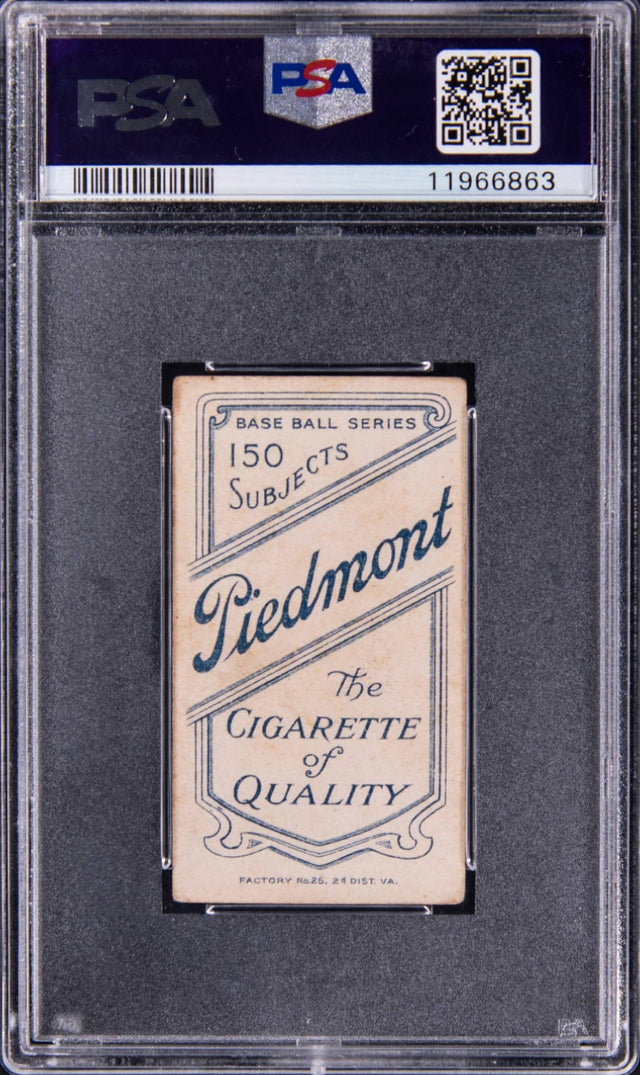 PSA
PSA
11966863
BASE BALL SERIES
150
SUBJECTS
Piedmont
The
CIGARETTE
of
QUALITY
FACTORY No.25, 2d DIST. VA.
PSA